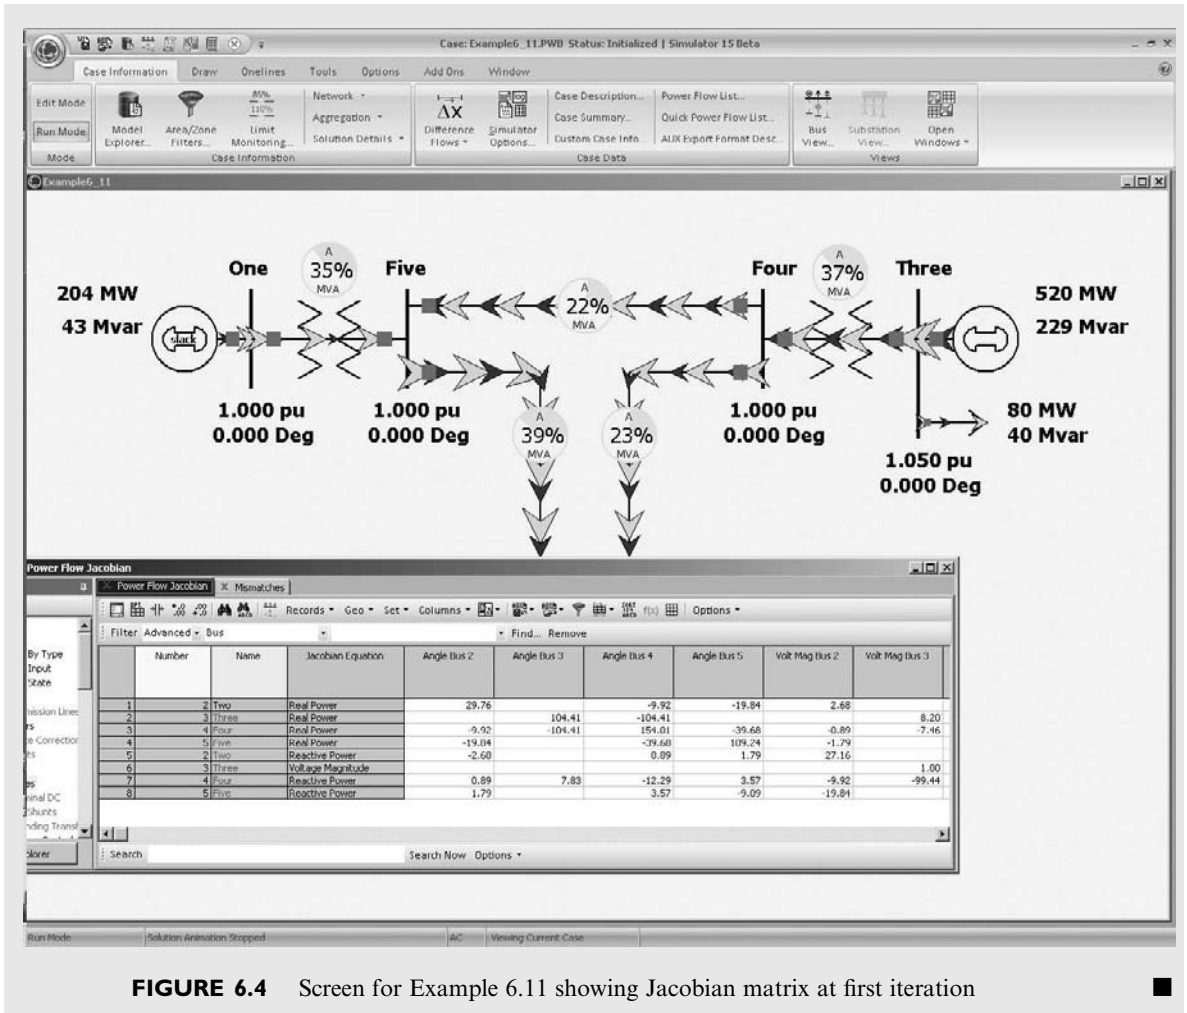 Case: Example6_11.PWB Status: Initialized | Simulator 15 Beta
Case Information Draw Onelines Tools Options Add Ons Window
Edit Mode
Run Mode
Mode
Model Explorer...
Area/Zone Filters...
Limit Monitoring...
Network
Aggregation
Solution Details
Case Information
Difference Flows
Simulator Options...
Case Description...
Case Summary...
Custom Case Info...
Power Flow List...
Quick Power Flow List...
AUX Export Format Desc...
Case Data
Bus View...
Substation View...
Open Windows
Views
Example6_11
One
A
35%
MVA
Five
A
22%
MVA
Four
A
37%
MVA
Three
204 MW
43 Mvar
slack
520 MW
229 Mvar
1.000 pu
0.000 Deg
1.000 pu
0.000 Deg
A
39%
MVA
A
23%
MVA
1.000 pu
0.000 Deg
80 MW
40 Mvar
1.050 pu
0.000 Deg
Power Flow Jacobian
Power Flow Jacobian Mismatches
Records Geo Set Columns f(x) Options
Filter Advanced Bus Find... Remove
By Type
Input
State
Number Name Jacobian Equation Angle Bus 2 Angle Bus 3 Angle Bus 4 Angle Bus 5 Volt Mag Bus 2 Volt Mag Bus 3
1 2 Two Real Power 29.76 -9.92 -19.84 2.68
2 3 Three Real Power 104.41 -104.41 8.20
3 4 Four Real Power -9.92 -104.41 154.01 -39.68 -0.89 -7.46
4 5 Five Real Power -19.84 -39.68 109.24 -1.79
5 2 Two Reactive Power -2.68 0.89 1.79 27.16
6 3 Three Voltage Magnitude 1.00
7 4 Four Reactive Power 0.89 7.83 -12.29 3.57 -9.92 -99.44
8 5 Five Reactive Power 1.79 3.57 -9.09 -19.84
Search Search Now Options
Run Mode Solution Animation Stopped AC Viewing Current Case
FIGURE 6.4 Screen for Example 6.11 showing Jacobian matrix at first iteration